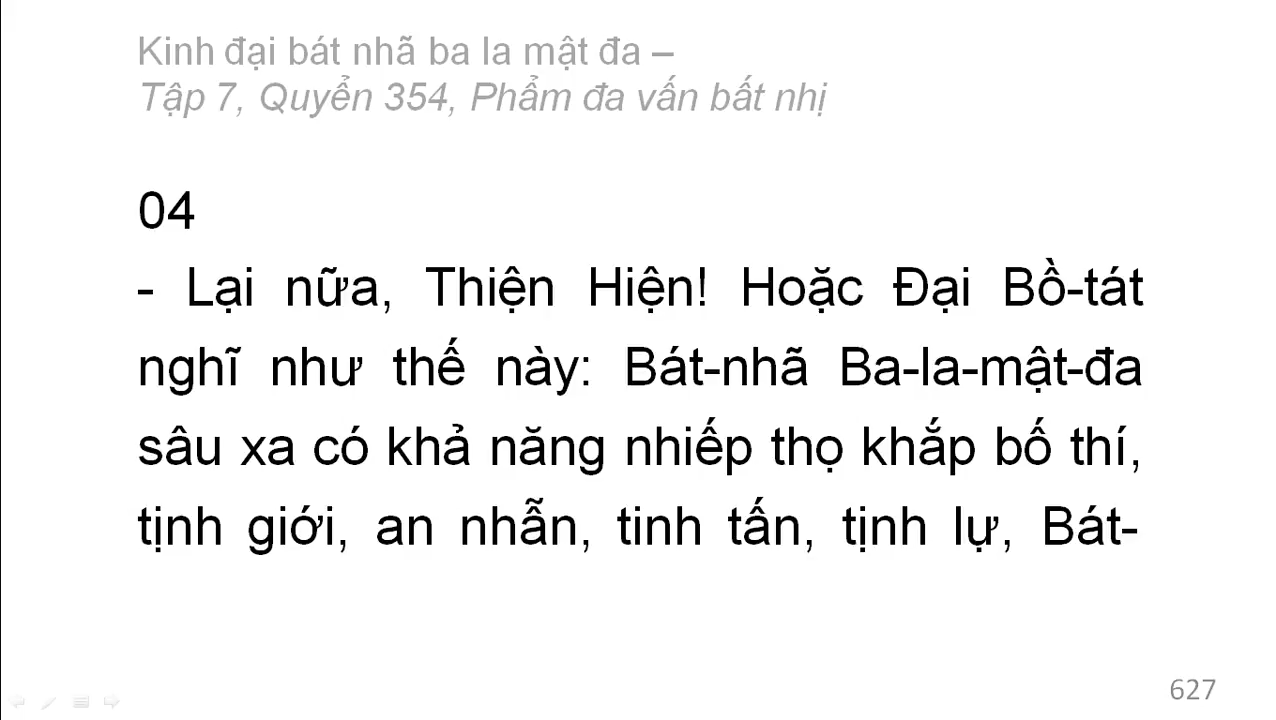 Kinh đại bát nhã ba la mật đa –
Tập 7, Quyển 354, Phẩm đa vấn bất nhị
04
- Lại nữa, Thiện Hiện! Hoặc Đại Bồ-tát
nghĩ như thế này: Bát-nhã Ba-la-mật-đa
sâu xa có khả năng nhiếp thọ khắp bố thí,
tịnh giới, an nhẫn, tinh tấn, tịnh lự, Bát-
627